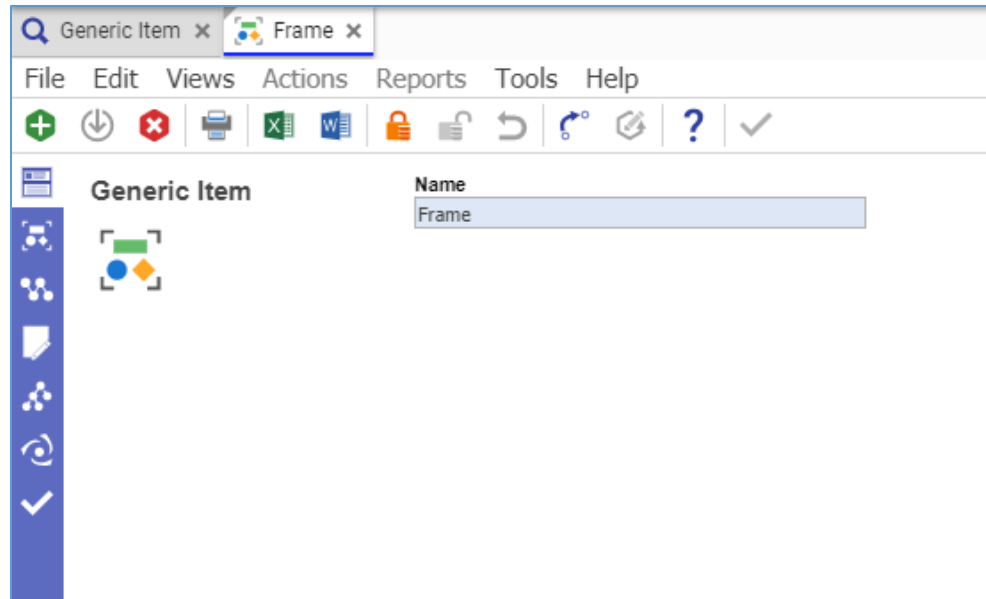 Generic Item
Frame
File Edit Views Actions Reports Tools Help
Generic Item
Name
Frame